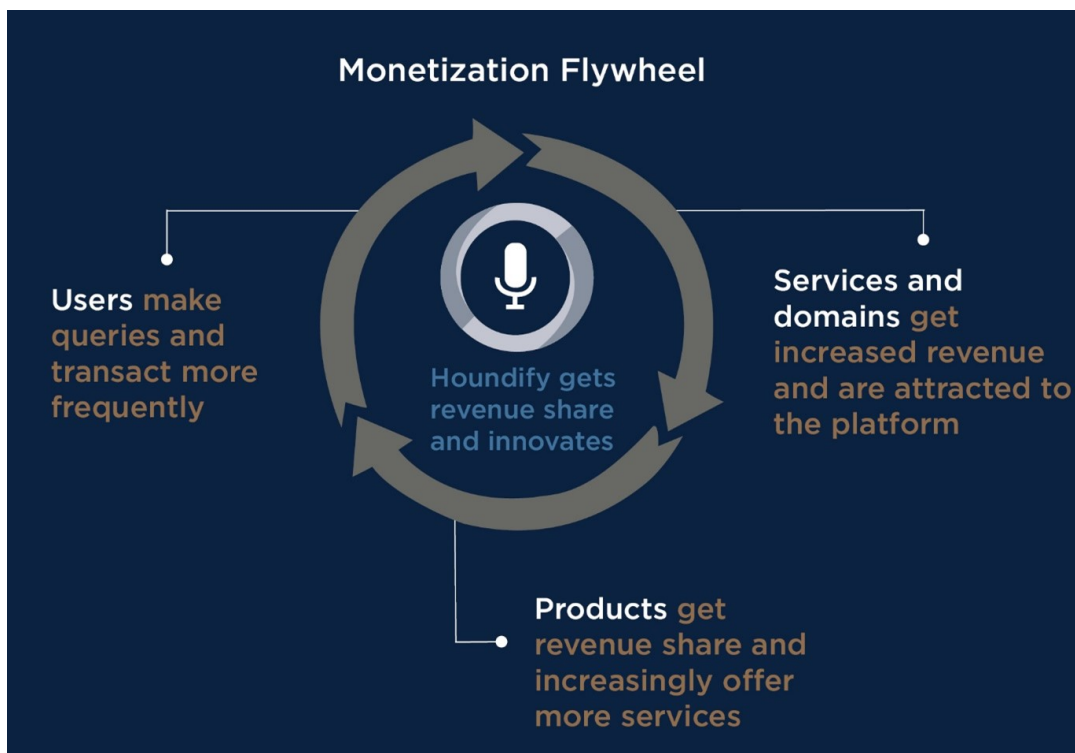 Monetization Flywheel
Users make
queries and
transact more
frequently
Houndify gets
revenue share
and innovates
Services and
domains get
increased revenue
and are attracted to
the platform
Products get
revenue share and
increasingly offer
more services